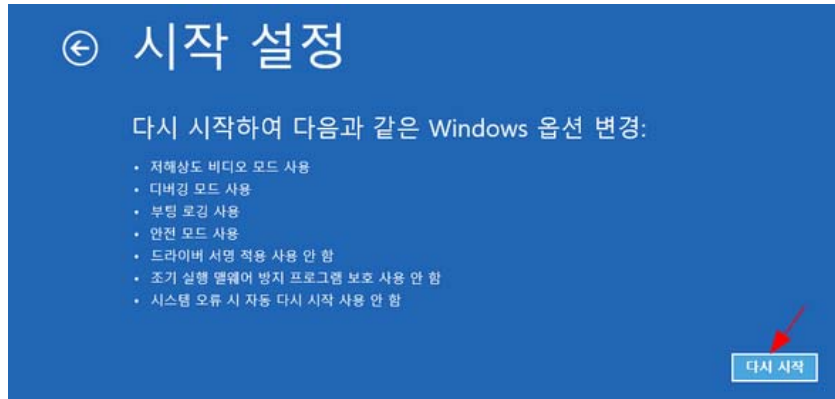 시작 설정
다시 시작하여 다음과 같은 Windows 옵션 변경:
• 저해상도 비디오 모드 사용
• 디버깅 모드 사용
• 부팅 로깅 사용
• 안전 모드 사용
• 드라이버 서명 적용 사용 안 함
• 조기 실행 맬웨어 방지 프로그램 보호 사용 안 함
• 시스템 오류 시 자동 다시 시작 사용 안 함
다시 시작